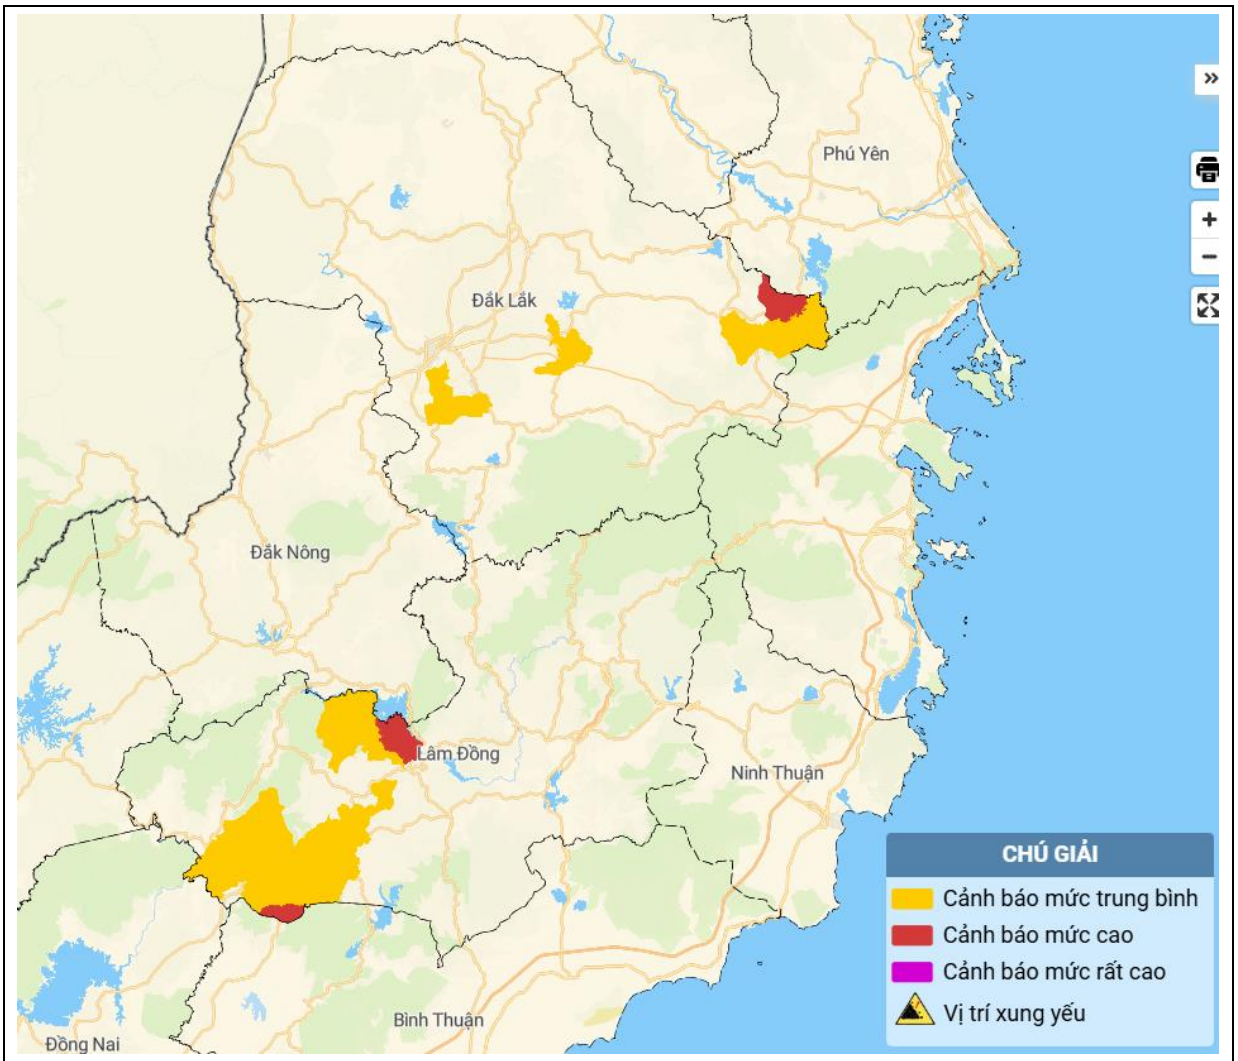 »
Phú Yên
+
−
Đắk Lắk
Đắk Nông
Lâm Đồng
Ninh Thuận
CHÚ GIẢI
Cảnh báo mức trung bình
Cảnh báo mức cao
Cảnh báo mức rất cao
Vị trí xung yếu
Bình Thuận
Đồng Nai